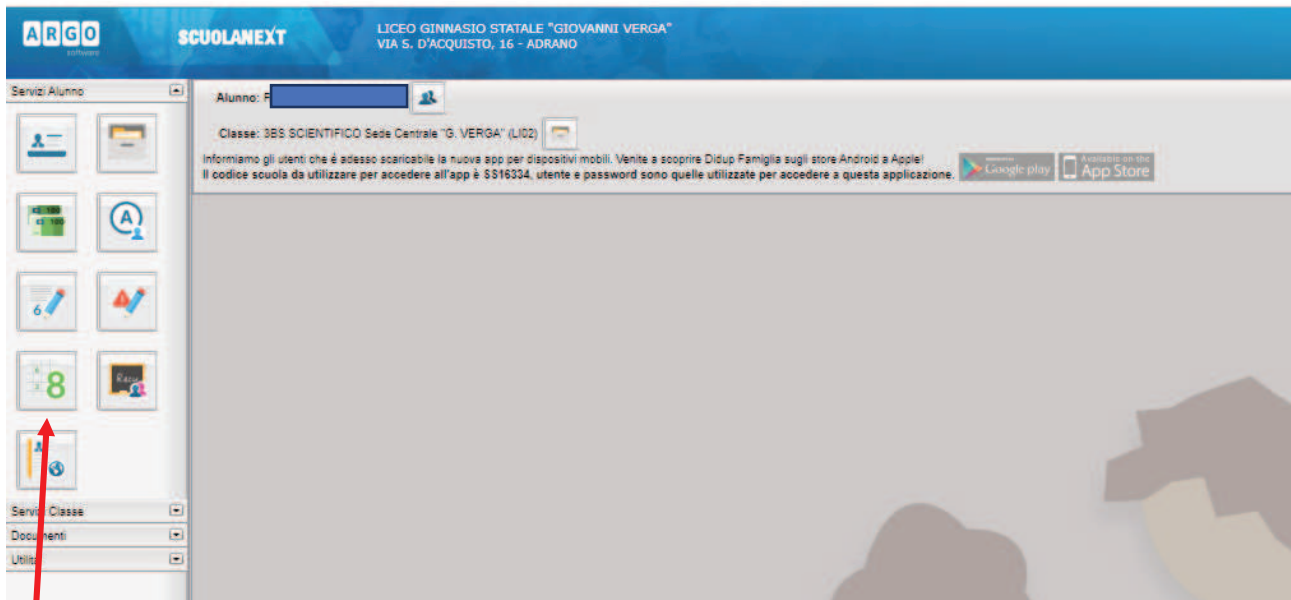 ARGO
software
SCUOLANEXT
LICEO GINNASIO STATALE "GIOVANNI VERGA"
VIA S. D'ACQUISTO, 16 - ADRANO
Servizi Alunno
Alunno: F
Classe: 3BS SCIENTIFICO Sede Centrale "G. VERGA" (LI02)
Informiamo gli utenti che é adesso scaricabile la nuova app per dispositivi mobili. Venite a scoprire Didup Famiglia sugli store Android a Apple!
Il codice scuola da utilizzare per accedere all'app è SS16334, utente e password sono quelle utilizzate per accedere a questa applicazione.
Google play
Available on the
App Store
100
100
A
6
8
Servizi Classe
Documenti
Utilità